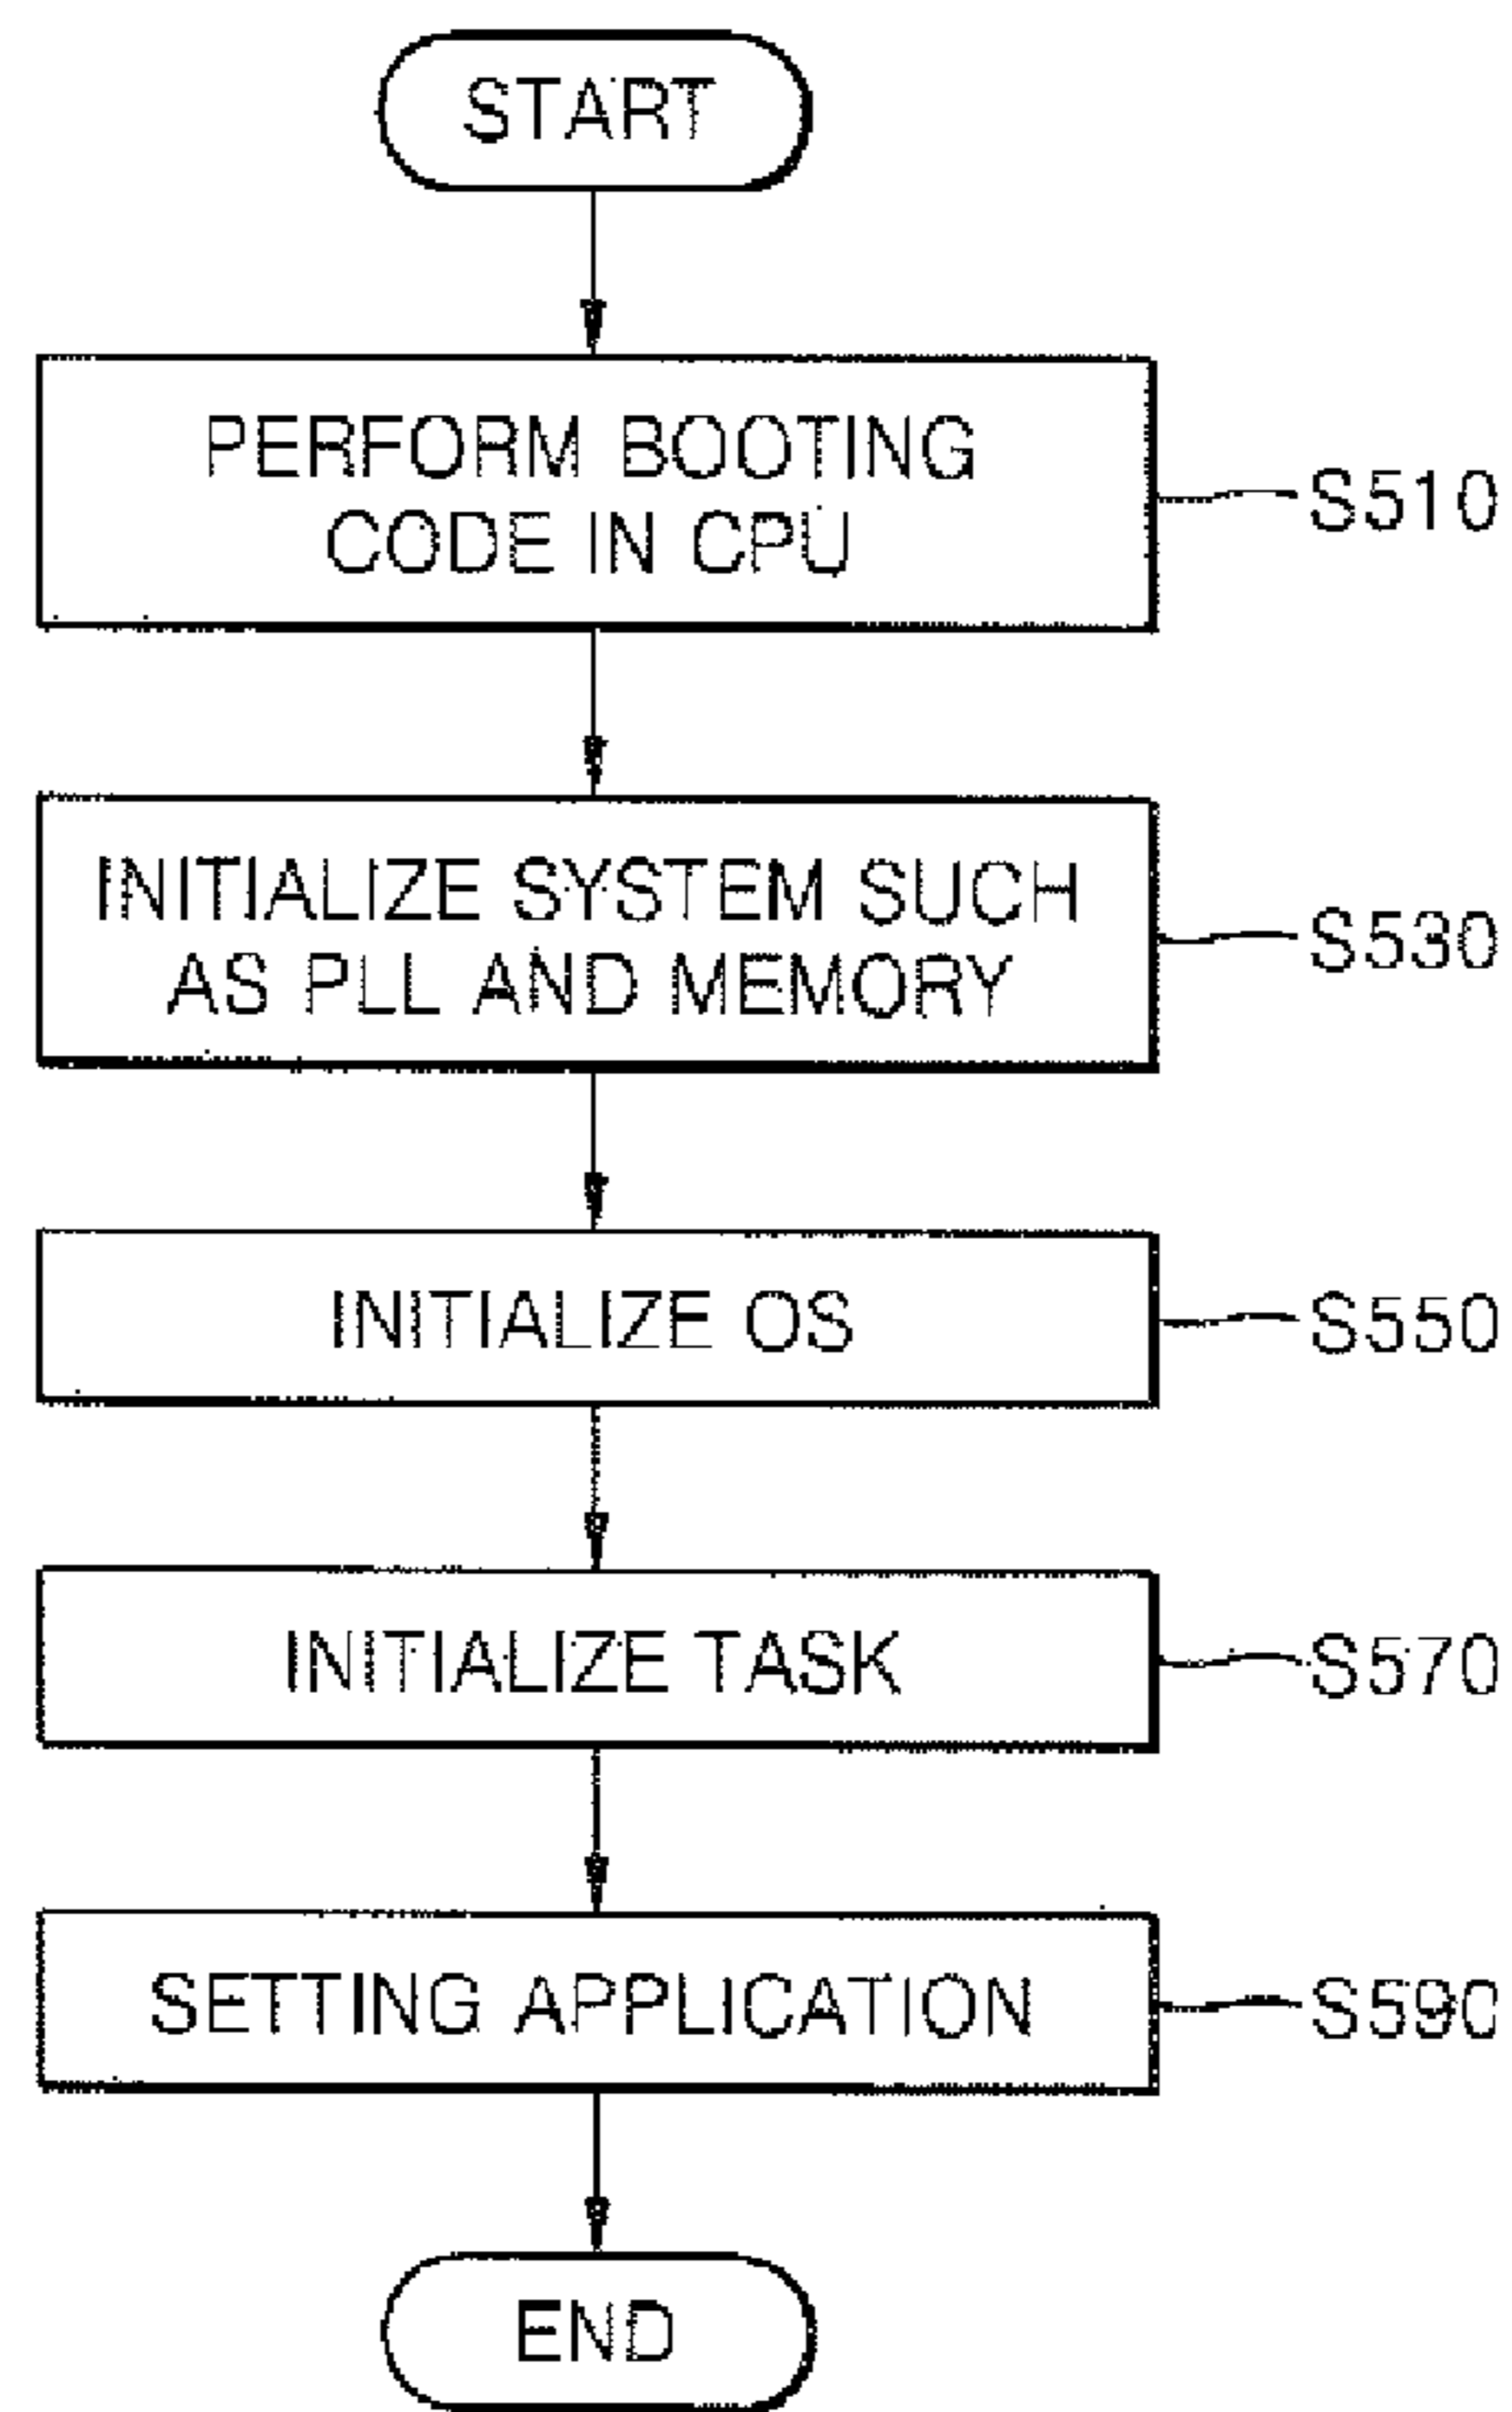 START
PERFORM BOOTING
CODE IN CPU
S510
INITIALIZE SYSTEM SUCH
AS PLL AND MEMORY
S530
INITIALIZE OS
S550
INITIALIZE TASK
S570
SETTING APPLICATION
S590
END